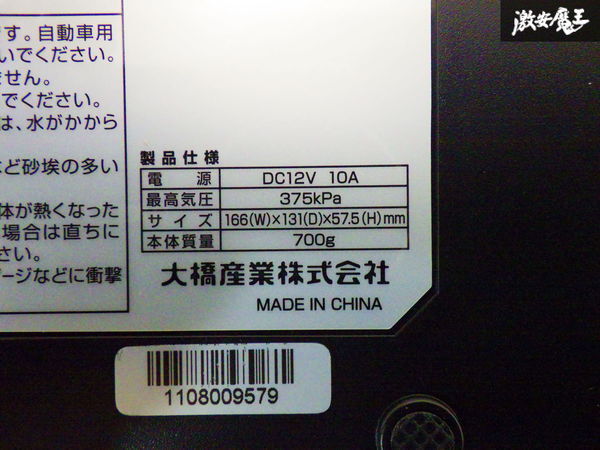 激安魔王
す。自動車用
いでください。
ません。
でください。
は、水がかから
など砂埃の多い
体が熱くなった
場合は直ちに
さい。
ージなどに衝撃
製品仕様
電源 DC12V 10A
最高気圧 375kPa
サイズ 166(W)×131(D)×57.5(H)mm
本体質量 700g
大橋産業株式会社
MADE IN CHINA
1108009579